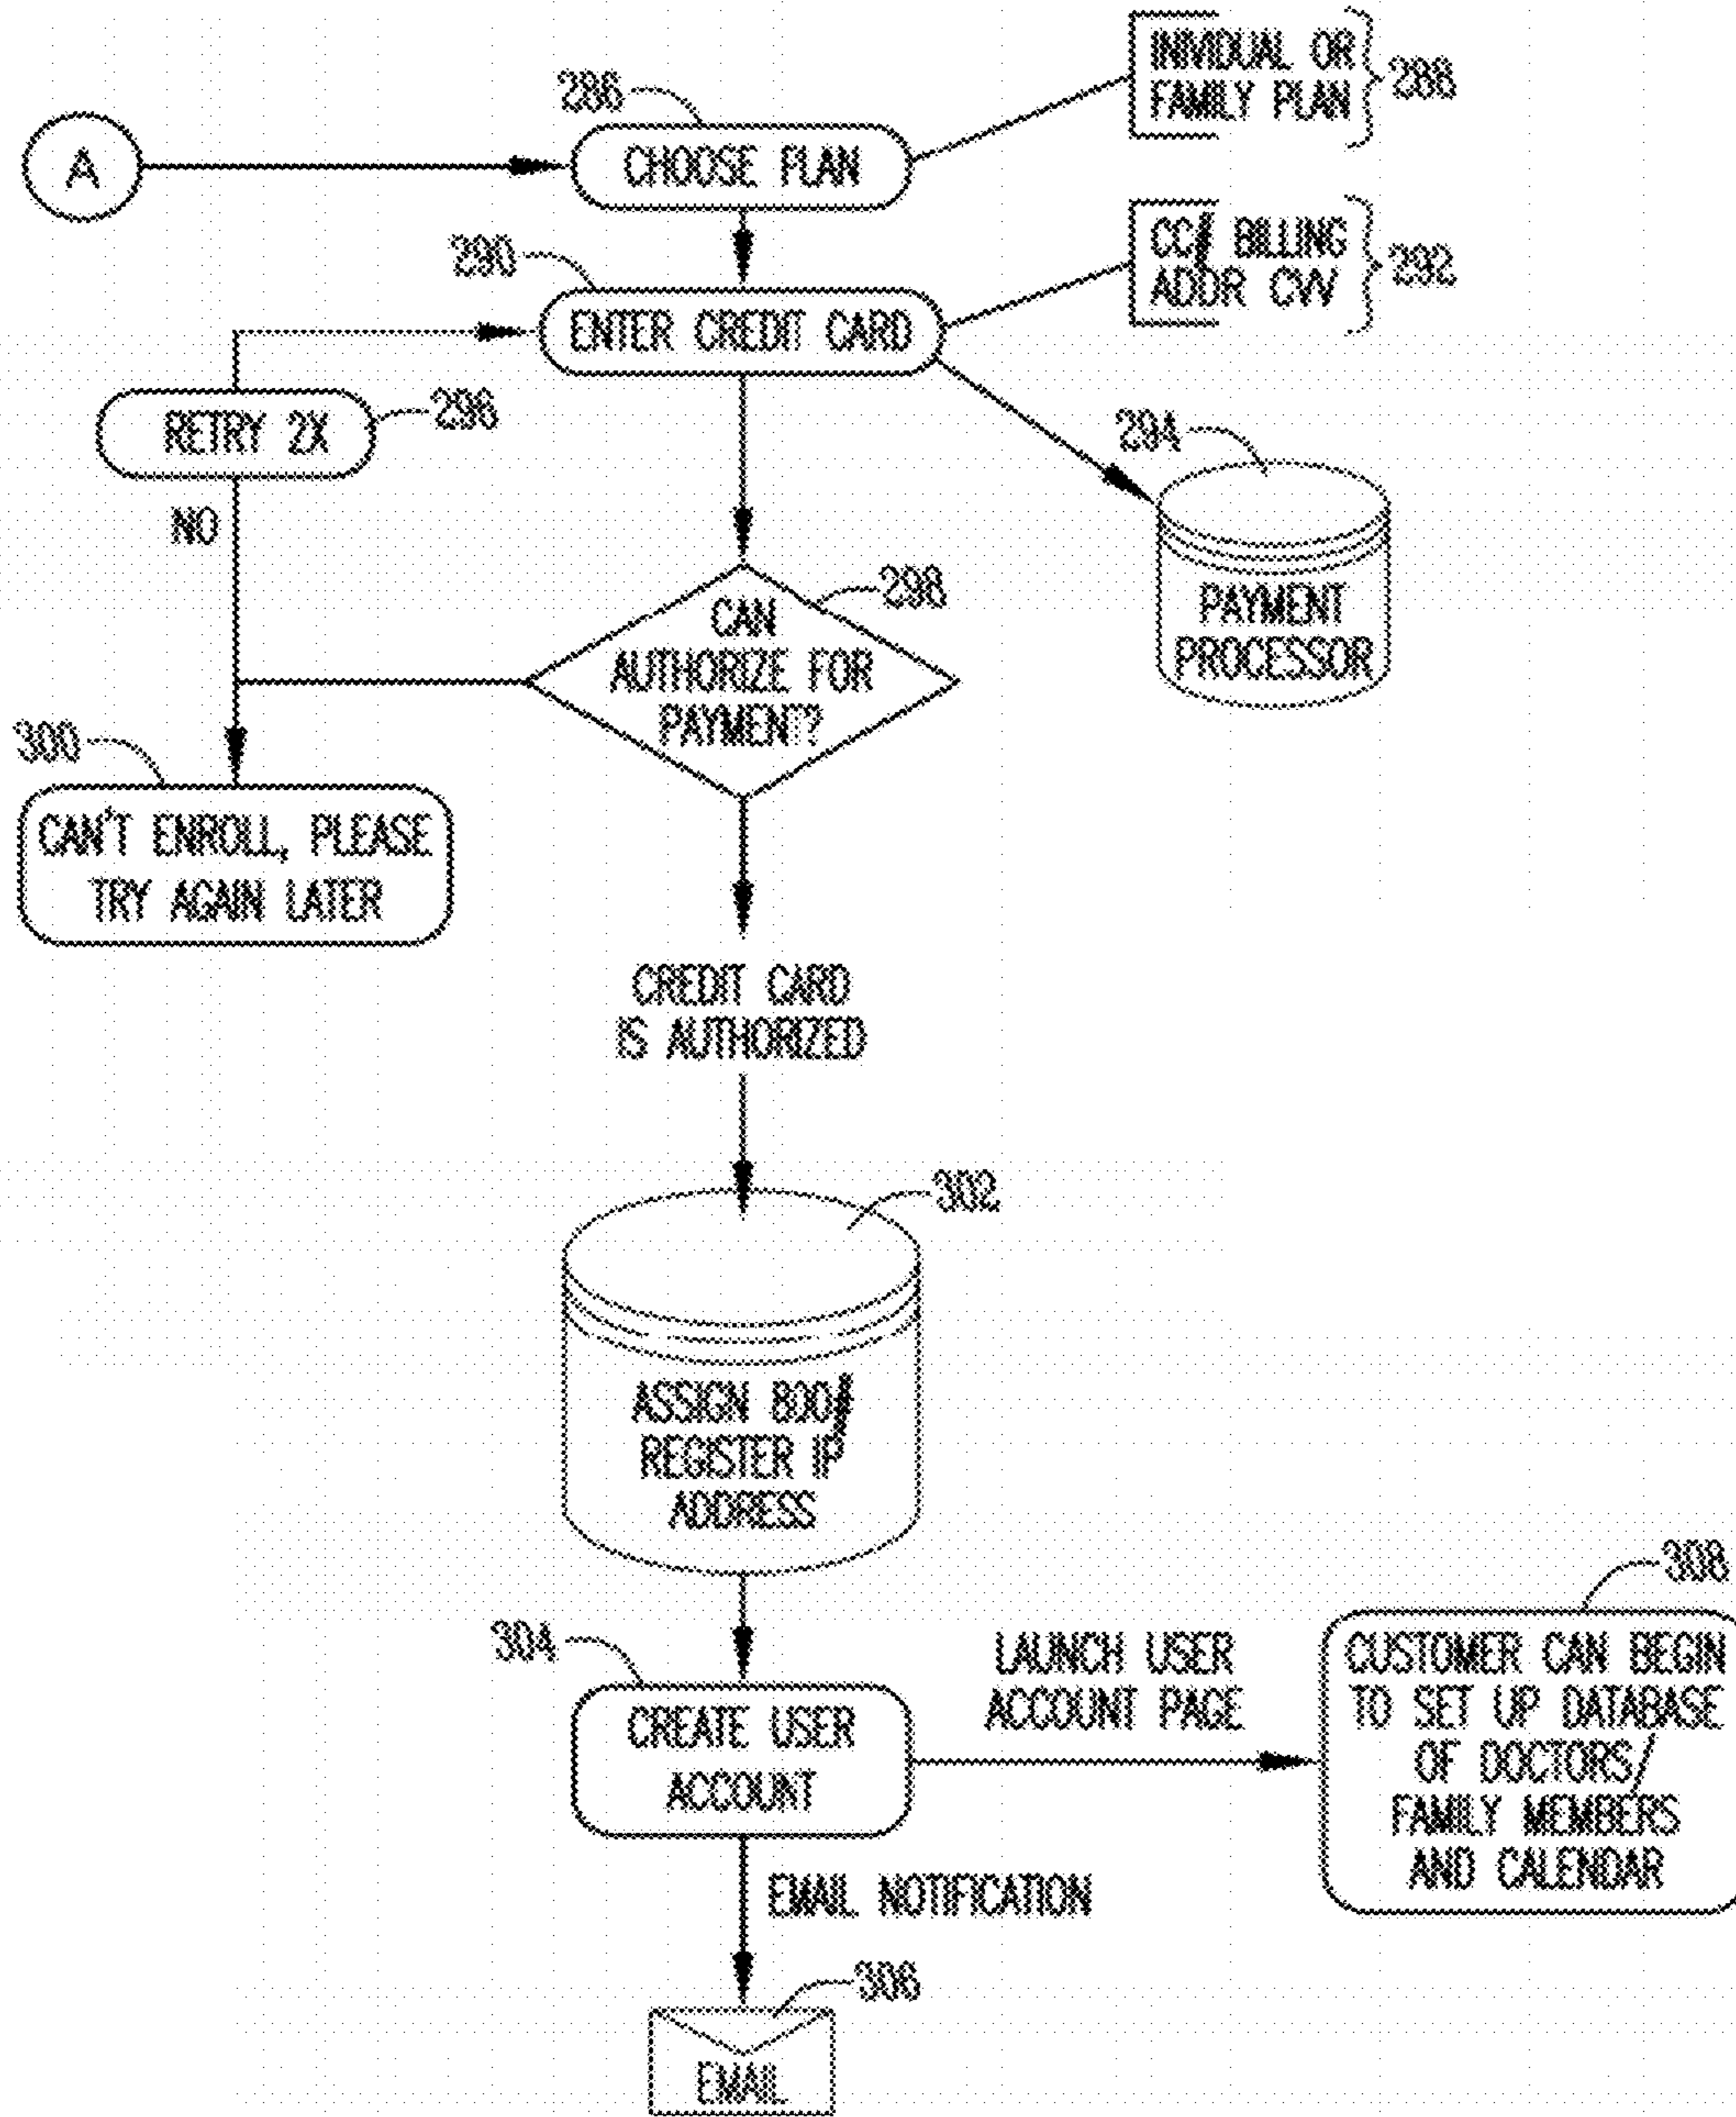 286
INIVIDUAL OR
FAMILY PLAN
288
A
CHOOSE PLAN
290
CC# BILLING
ADDR CVV
292
ENTER CREDIT CARD
RETRY 2X
296
294
NO
298
CAN
AUTHORIZE FOR
PAYMENT?
PAYMENT
PROCESSOR
300
CAN'T ENROLL, PLEASE
TRY AGAIN LATER
CREDIT CARD
IS AUTHORIZED
302
ASSIGN 800#
REGISTER IP
ADDRESS
304
CREATE USER
ACCOUNT
LAUNCH USER
ACCOUNT PAGE
308
CUSTOMER CAN BEGIN
TO SET UP DATABASE
OF DOCTORS/
FAMILY MEMBERS
AND CALENDAR
EMAIL NOTIFICATION
306
EMAIL